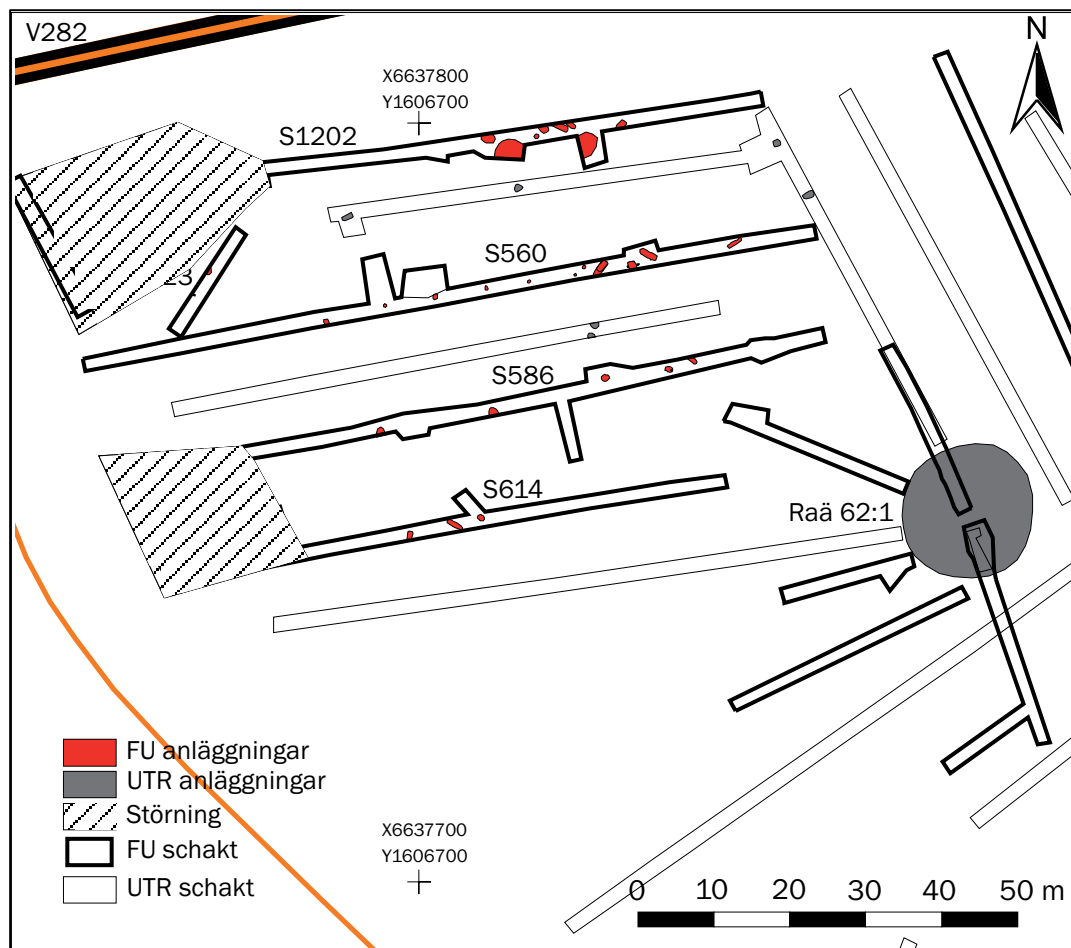 V282
N
X6637800
Y1606700
S1202
S560
S586
S614
Raä 62:1
FU anläggningar
UTR anläggningar
Störning
FU schakt
UTR schakt
X6637700
Y1606700
0 10 20 30 40 50 m